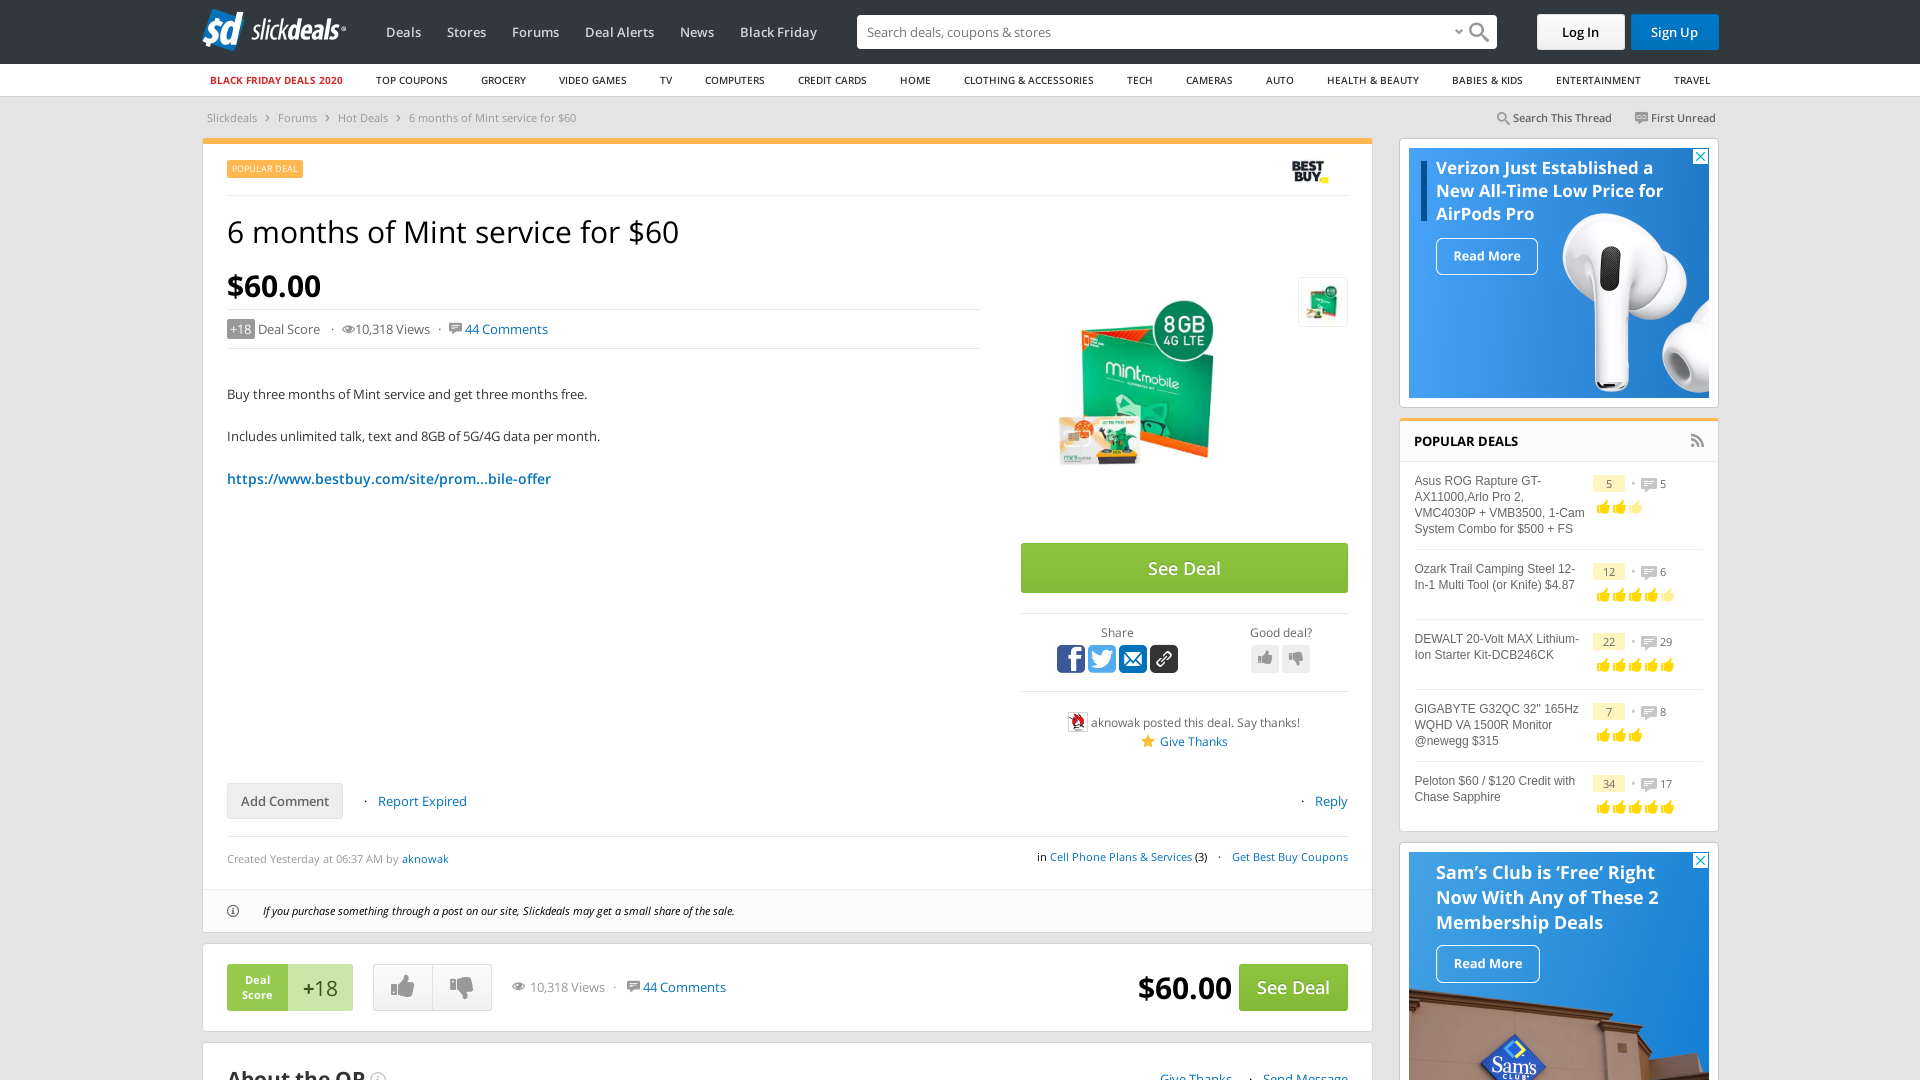 sd slickdeals
Deals Stores Forums Deal Alerts News Black Friday
Search deals, coupons & stores
Log In
Sign Up
BLACK FRIDAY DEALS 2020 TOP COUPONS GROCERY VIDEO GAMES TV COMPUTERS CREDIT CARDS HOME CLOTHING & ACCESSORIES TECH CAMERAS AUTO HEALTH & BEAUTY BABIES & KIDS ENTERTAINMENT TRAVEL
Slickdeals > Forums > Hot Deals > 6 months of Mint service for $60
Search This Thread
First Unread
POPULAR DEAL
BEST
BUY
6 months of Mint service for $60
$60.00
+18 Deal Score · 10,318 Views · 44 Comments
Buy three months of Mint service and get three months free.
Includes unlimited talk, text and 8GB of 5G/4G data per month.
https://www.bestbuy.com/site/prom...bile-offer
8GB
4G LTE
mintmobile
See Deal
Share
Good deal?
aknowak posted this deal. Say thanks!
Give Thanks
Add Comment · Report Expired
· Reply
Created Yesterday at 06:37 AM by aknowak
in Cell Phone Plans & Services (3) · Get Best Buy Coupons
If you purchase something through a post on our site, Slickdeals may get a small share of the sale.
Deal
Score
+18
10,318 Views · 44 Comments
$60.00
See Deal
About the OP
Give Thanks · Send Message
Verizon Just Established a
New All-Time Low Price for
AirPods Pro
Read More
POPULAR DEALS
Asus ROG Rapture GT-
AX11000,Arlo Pro 2,
VMC4030P + VMB3500, 1-Cam
System Combo for $500 + FS
5 • 5
Ozark Trail Camping Steel 12-
In-1 Multi Tool (or Knife) $4.87
12 • 6
DEWALT 20-Volt MAX Lithium-
Ion Starter Kit-DCB246CK
22 • 29
GIGABYTE G32QC 32" 165Hz
WQHD VA 1500R Monitor
@newegg $315
7 • 8
Peloton $60 / $120 Credit with
Chase Sapphire
34 • 17
Sam's Club is ‘Free’ Right
Now With Any of These 2
Membership Deals
Read More
Sam's
CLUB